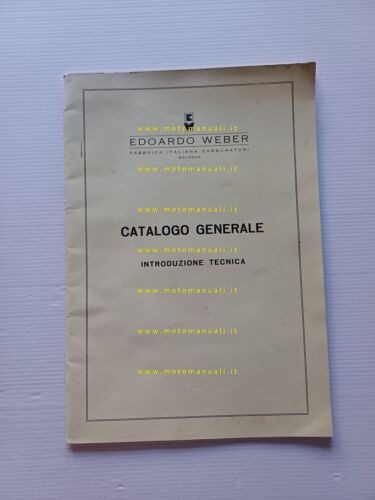 www.motomanuali.it
EDOARDO WEBER
FABBRICA ITALIANA CARBURATORI
BOLOGNA
www.motomanuali.it
www.motomanuali.it
CATALOGO GENERALE
www.motomanuali.it
INTRODUZIONE TECNICA
www.motomanuali.it
www.motomanuali.it
www.motomanuali.it